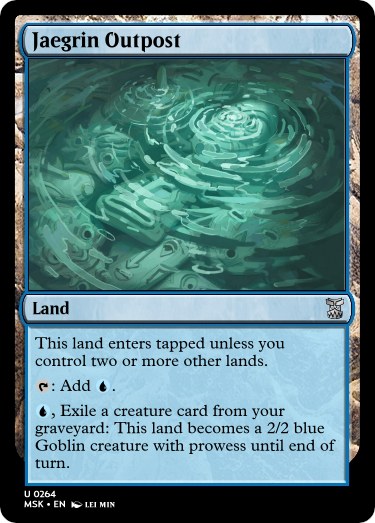 Jaegrin Outpost
Land
This land enters tapped unless you
control two or more other lands.
: Add .
, Exile a creature card from your
graveyard: This land becomes a 2/2 blue
Goblin creature with prowess until end of
turn.
U 0264
MSK • EN LEI MIN